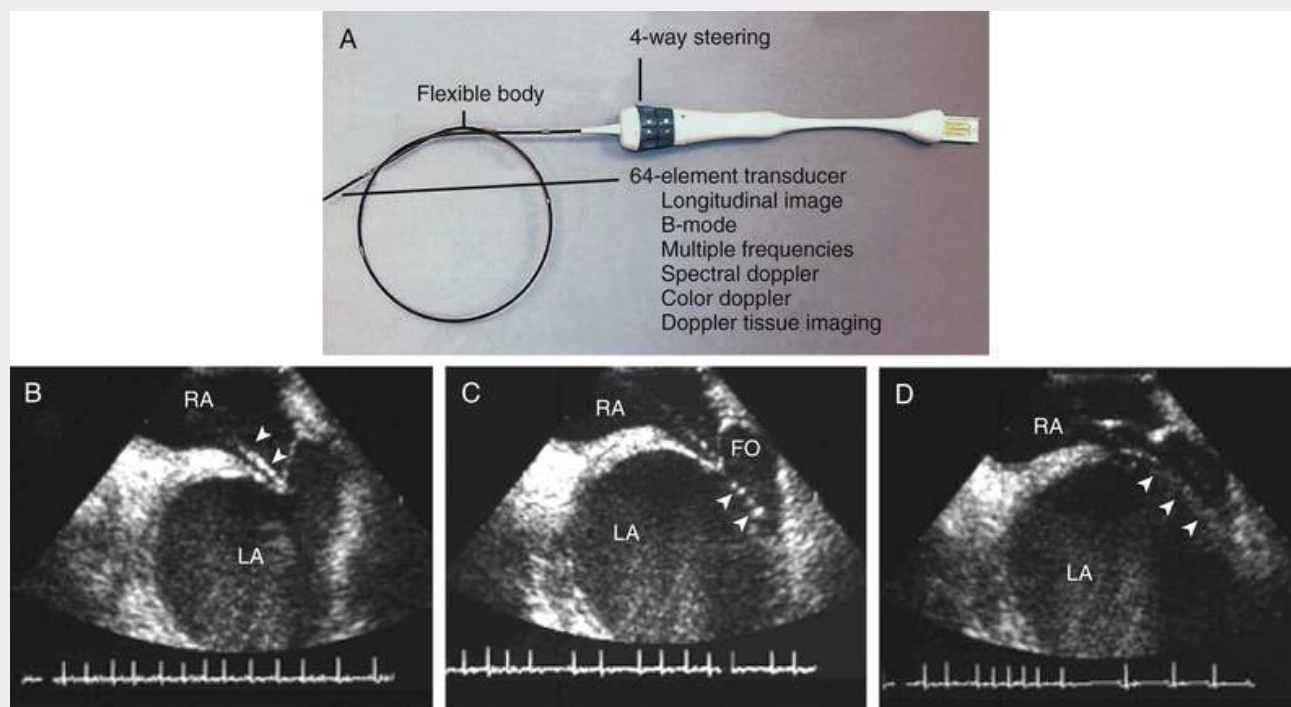 A
4-way steering
Flexible body
64-element transducer
Longitudinal image
B-mode
Multiple frequencies
Spectral doppler
Color doppler
Doppler tissue imaging
B
RA
LA
C
RA
FO
LA
D
RA
LA